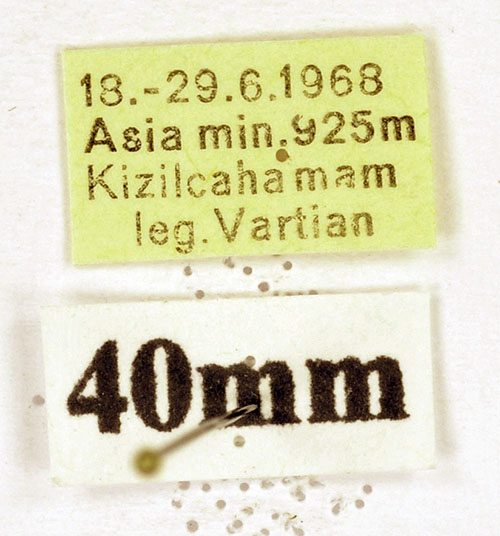 18.-29.6.1968
Asia min.925m
Kizilcahamam
leg. Vartian
40mm